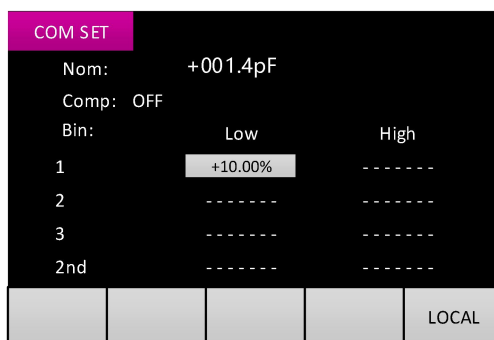 COM SET
Nom: +001.4pF
Comp: OFF
Bin: Low High
1 +10.00% - - - - - - -
2 - - - - - - - - - - - - - -
3 - - - - - - - - - - - - - -
2nd - - - - - - - - - - - - - -
LOCAL